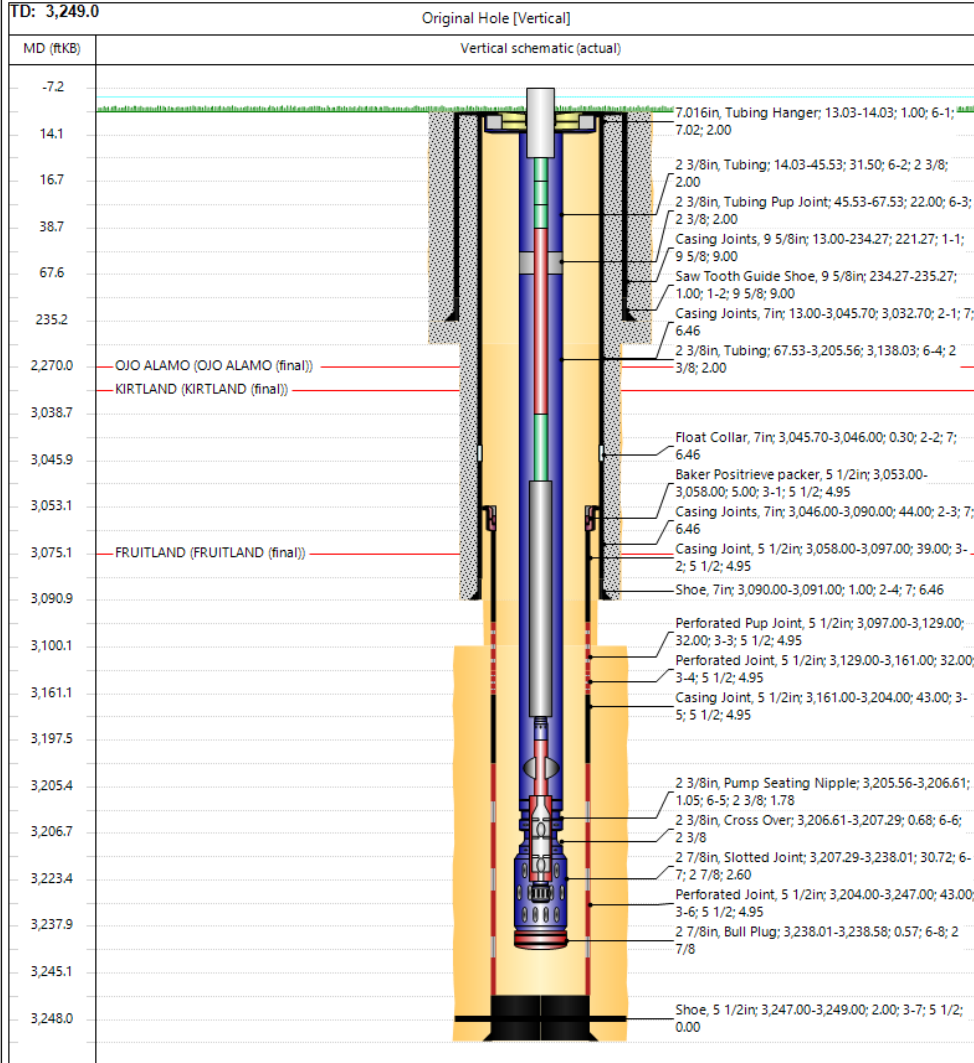 TD: 3,249.0
Original Hole [Vertical]
MD (ftKB)
Vertical schematic (actual)
-7.2
14.1
16.7
38.7
67.6
235.2
2,270.0
3,038.7
3,045.9
3,053.1
3,075.1
3,090.9
3,100.1
3,161.1
3,197.5
3,205.4
3,206.7
3,223.4
3,237.9
3,245.1
3,248.0
OJO ALAMO (OJO ALAMO (final))
KIRTLAND (KIRTLAND (final))
FRUITLAND (FRUITLAND (final))
7.016in, Tubing Hanger; 13.03-14.03; 1.00; 6-1;
7.02; 2.00
2 3/8in, Tubing; 14.03-45.53; 31.50; 6-2; 2 3/8;
2.00
2 3/8in, Tubing Pup Joint; 45.53-67.53; 22.00; 6-3;
2 3/8; 2.00
Casing Joints, 9 5/8in; 13.00-234.27; 221.27; 1-1;
9 5/8; 9.00
Saw Tooth Guide Shoe, 9 5/8in; 234.27-235.27;
1.00; 1-2; 9 5/8; 9.00
Casing Joints, 7in; 13.00-3,045.70; 3,032.70; 2-1; 7;
6.46
2 3/8in, Tubing; 67.53-3,205.56; 3,138.03; 6-4; 2
3/8; 2.00
Float Collar, 7in; 3,045.70-3,046.00; 0.30; 2-2; 7;
6.46
Baker Positrieve packer, 5 1/2in; 3,053.00-
3,058.00; 5.00; 3-1; 5 1/2; 4.95
Casing Joints, 7in; 3,046.00-3,090.00; 44.00; 2-3; 7;
6.46
Casing Joint, 5 1/2in; 3,058.00-3,097.00; 39.00; 3-
2; 5 1/2; 4.95
Shoe, 7in; 3,090.00-3,091.00; 1.00; 2-4; 7; 6.46
Perforated Pup Joint, 5 1/2in; 3,097.00-3,129.00;
32.00; 3-3; 5 1/2; 4.95
Perforated Joint, 5 1/2in; 3,129.00-3,161.00; 32.00;
3-4; 5 1/2; 4.95
Casing Joint, 5 1/2in; 3,161.00-3,204.00; 43.00; 3-
5; 5 1/2; 4.95
2 3/8in, Pump Seating Nipple; 3,205.56-3,206.61;
1.05; 6-5; 2 3/8; 1.78
2 3/8in, Cross Over; 3,206.61-3,207.29; 0.68; 6-6;
2 3/8
2 7/8in, Slotted Joint; 3,207.29-3,238.01; 30.72; 6-
7; 2 7/8; 2.60
Perforated Joint, 5 1/2in; 3,204.00-3,247.00; 43.00;
3-6; 5 1/2; 4.95
2 7/8in, Bull Plug; 3,238.01-3,238.58; 0.57; 6-8; 2
7/8
Shoe, 5 1/2in; 3,247.00-3,249.00; 2.00; 3-7; 5 1/2;
0.00